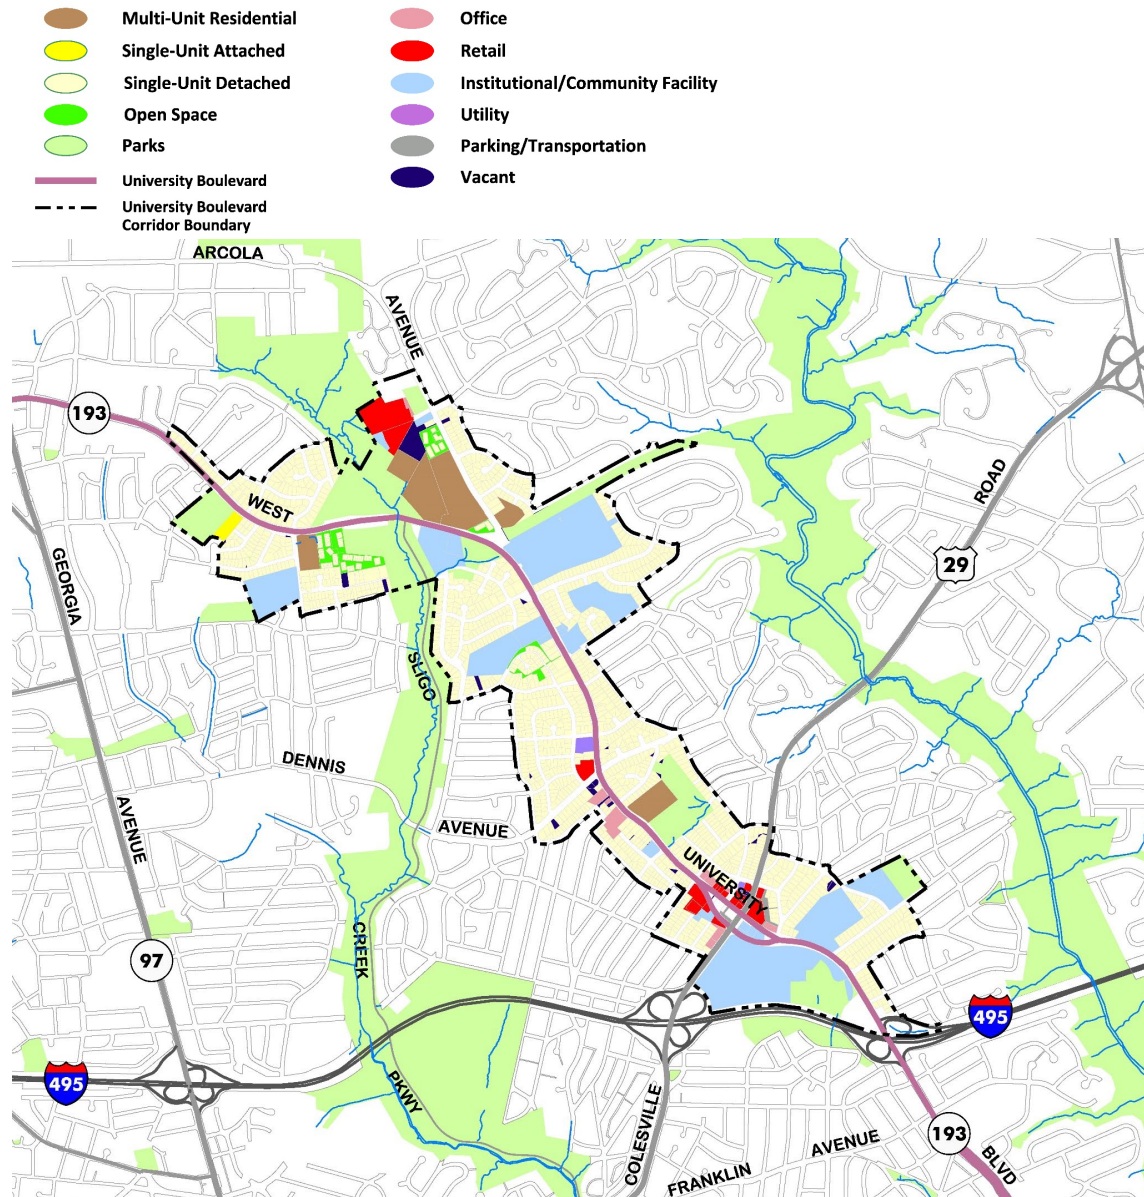 Multi-Unit Residential
Single-Unit Attached
Single-Unit Detached
Open Space
Parks
University Boulevard
University Boulevard
Corridor Boundary
Office
Retail
Institutional/Community Facility
Utility
Parking/Transportation
Vacant
ARCOLA
AVENUE
193
WEST
ROAD
29
GEORGIA
SLIGO
DENNIS
AVENUE
AVENUE
UNIVERSITY
CREEK
97
495
495
PKWY
COLESVILLE
AVENUE
193
BLVD
FRANKLIN